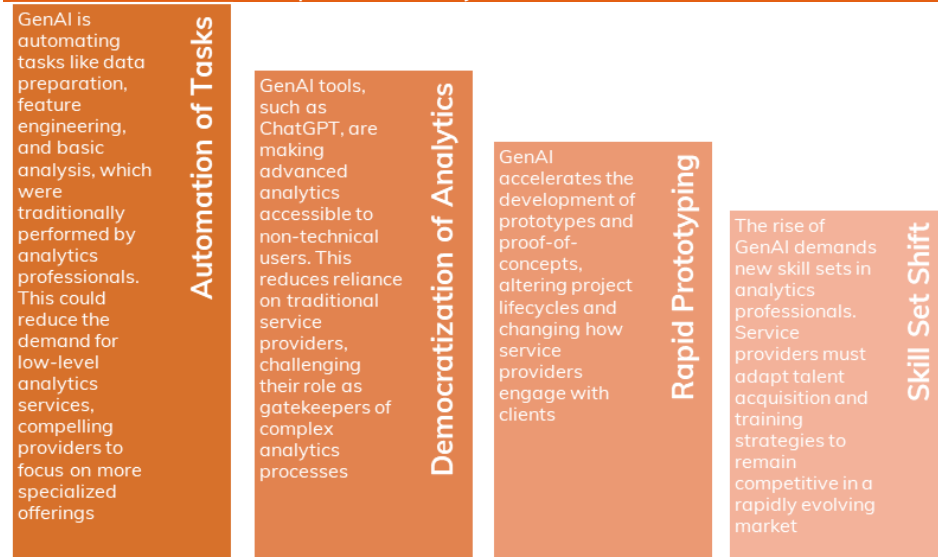 GenAI is
automating
tasks like data
preparation,
feature
engineering,
and basic
analysis, which
were
traditionally
performed by
analytics
professionals.
This could
reduce the
demand for
low-level
analytics
services,
compelling
providers to
focus on more
specialized
offerings
Automation of Tasks
GenAI tools,
such as
ChatGPT, are
making
advanced
analytics
accessible to
non-technical
users. This
reduces reliance
on traditional
service
providers,
challenging
their role as
gatekeepers of
complex
analytics
processes
Democratization of Analytics
GenAI
accelerates the
development of
prototypes and
proof-of-
concepts,
altering project
lifecycles and
changing how
service
providers
engage with
clients
Rapid Prototyping
The rise of
GenAI demands
new skill sets in
analytics
professionals.
Service
providers must
adapt talent
acquisition and
training
strategies to
remain
competitive in a
rapidly evolving
market
Skill Set Shift